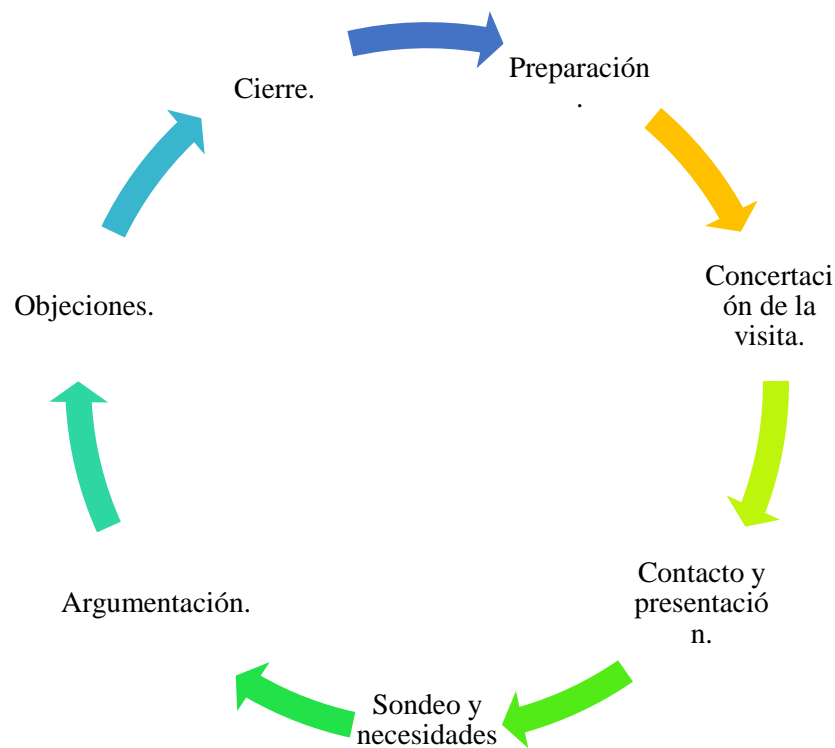 Preparación
.
Concertaci
ón de la
visita.
Contacto y
presentació
n.
Sondeo y
necesidades
Argumentación.
Objeciones.
Cierre.